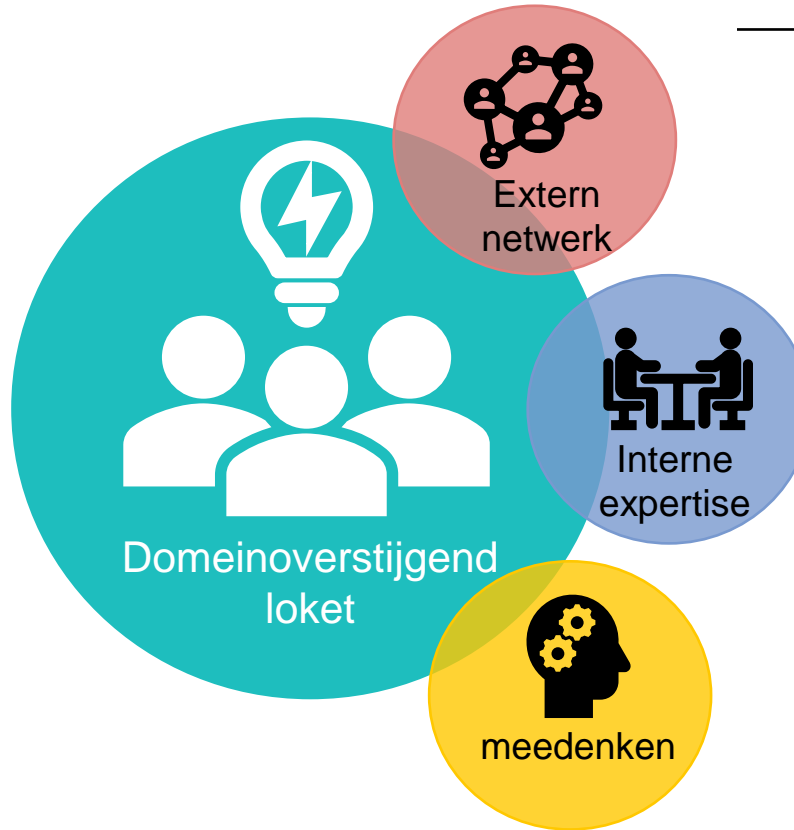 Extern
netwerk
Interne
expertise
Domeinoverstijgend
loket
meedenken